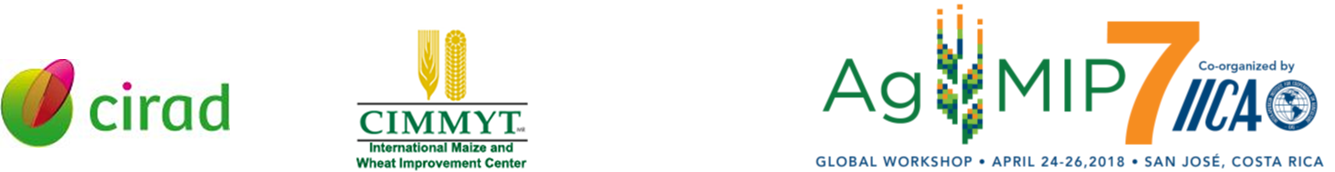 cirad
CIMMYT
International Maize and
Wheat Improvement Center
AgMIP7
Co-organized by
IICA
GLOBAL WORKSHOP • APRIL 24-26,2018 • SAN JOSÉ, COSTA RICA